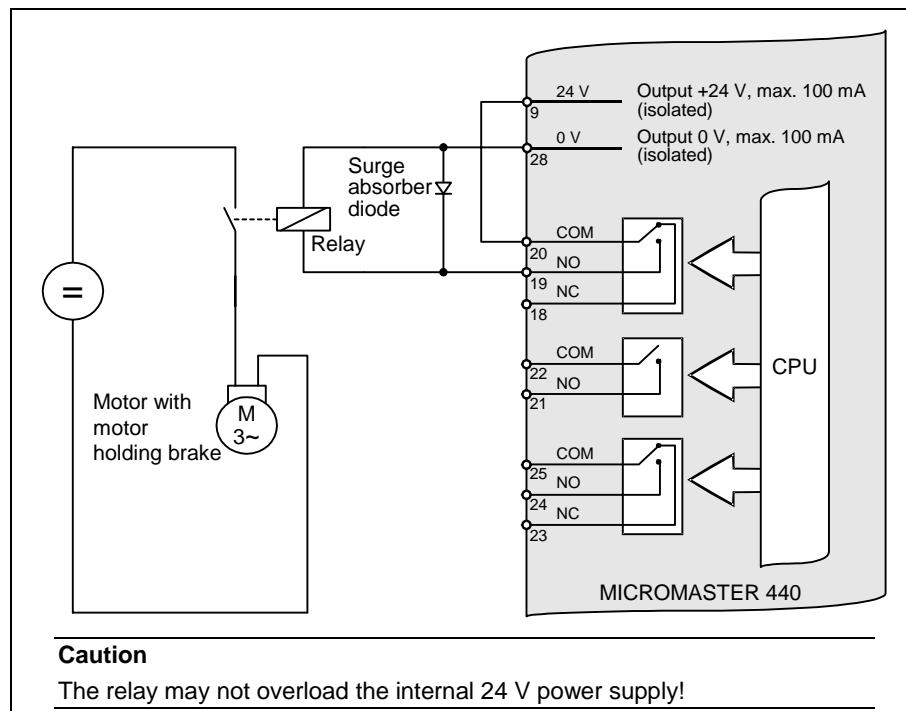 24 V
Output +24 V, max. 100 mA
(isolated)
9
0 V
Output 0 V, max. 100 mA
(isolated)
28
Surge
absorber
diode
Relay
COM
20
NO
19
NC
18
=
COM
22
NO
21
CPU
Motor with
motor
holding brake
M
3~
COM
25
NO
24
NC
23
MICROMASTER 440
Caution
The relay may not overload the internal 24 V power supply!